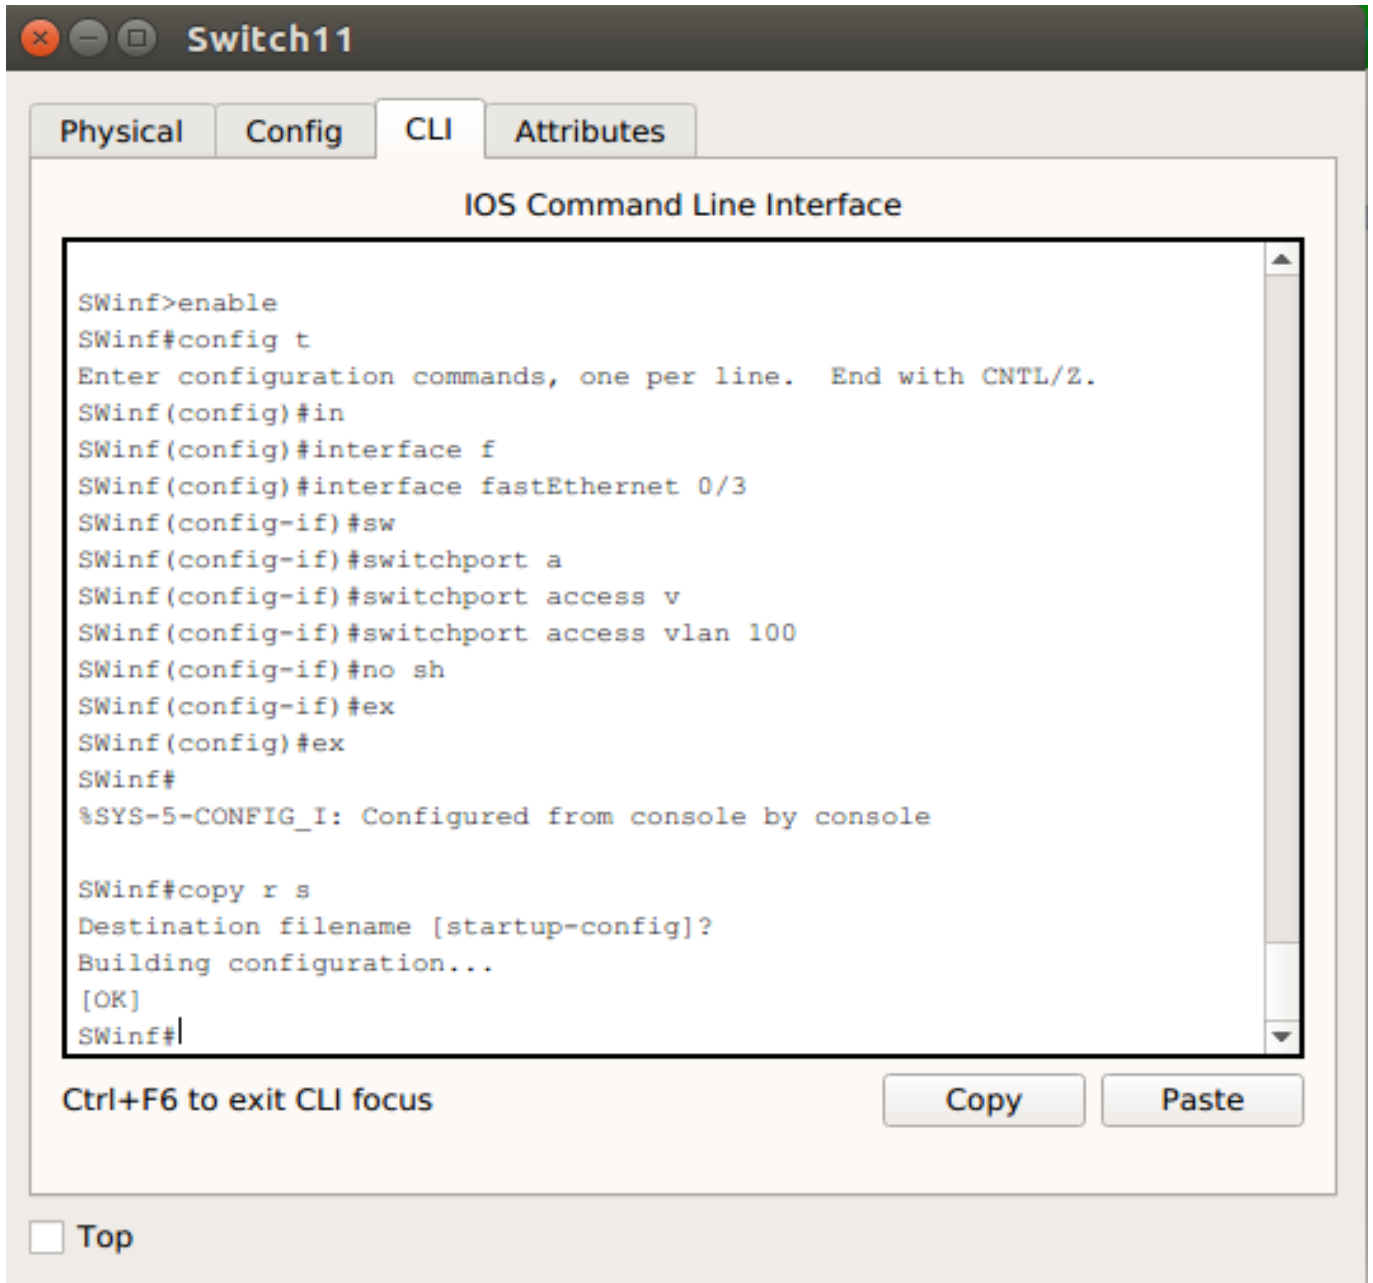 Switch11
Physical Config CLI Attributes
IOS Command Line Interface
SWinf>enable
SWinf#config t
Enter configuration commands, one per line.  End with CNTL/Z.
SWinf(config)#in
SWinf(config)#interface f
SWinf(config)#interface fastEthernet 0/3
SWinf(config-if)#sw
SWinf(config-if)#switchport a
SWinf(config-if)#switchport access v
SWinf(config-if)#switchport access vlan 100
SWinf(config-if)#no sh
SWinf(config-if)#ex
SWinf(config)#ex
SWinf#
%SYS-5-CONFIG_I: Configured from console by console
SWinf#copy r s
Destination filename [startup-config]?
Building configuration...
[OK]
SWinf#
Ctrl+F6 to exit CLI focus Copy Paste
Top